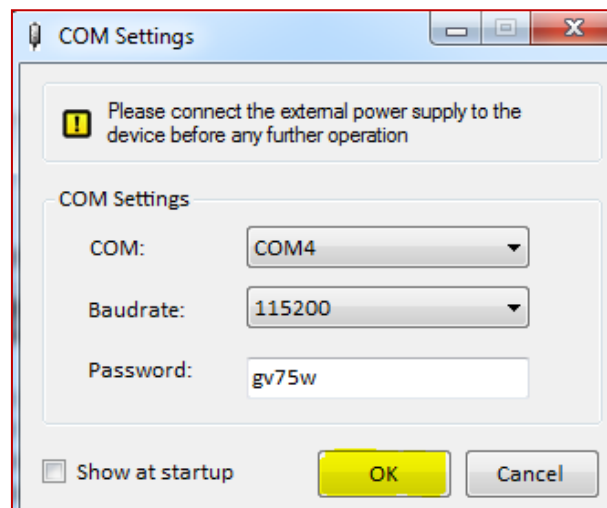 COM Settings
Please connect the external power supply to the
device before any further operation
COM Settings
COM: COM4
Baudrate: 115200
Password: gv75w
Show at startup OK Cancel